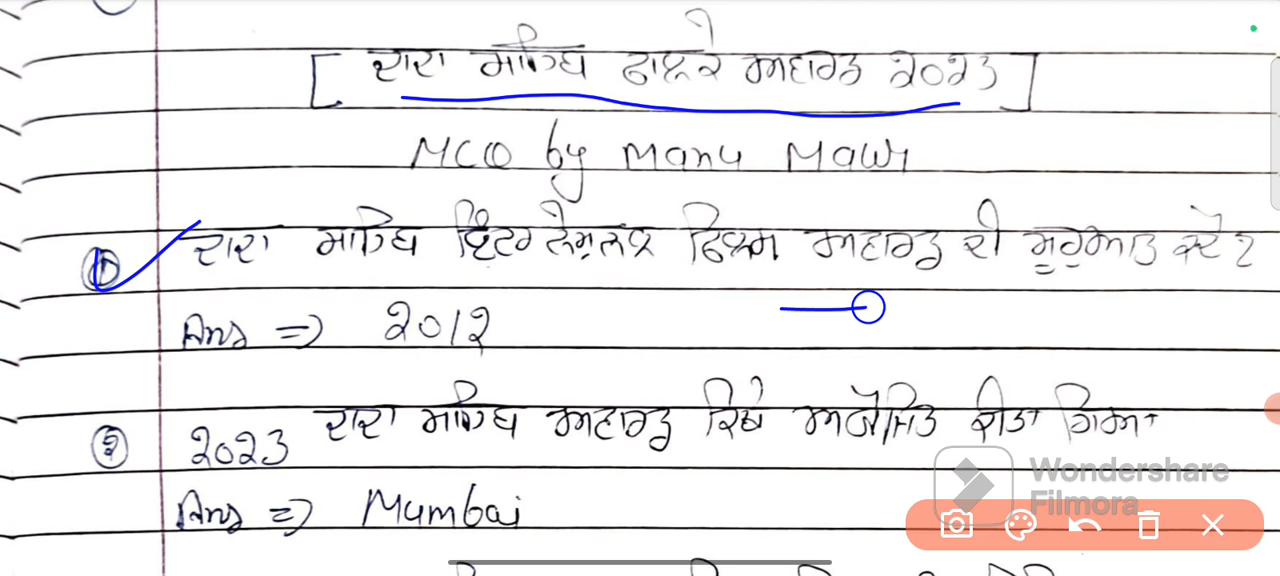 [ ਦਾਦਾ ਸਾਹਿਬ ਫਾਲਕੇ ਅਵਾਰਡ 2023 ]
MCQ by Manu Mawi
① ਦਾਦਾ ਸਾਹਿਬ ਇੰਟਰਨੈਸ਼ਨਲ ਫਿਲਮ ਅਵਾਰਡ ਦੀ ਸ਼ੁਰੂਆਤ ਕਦੋਂ ?
Ans => 2012
② 2023 ਦਾਦਾ ਸਾਹਿਬ ਅਵਾਰਡ ਕਿਥੇ ਅਯੋਜਿਤ ਕੀਤਾ ਗਿਆ
Wondershare
Filmora
Ans => Mumbai